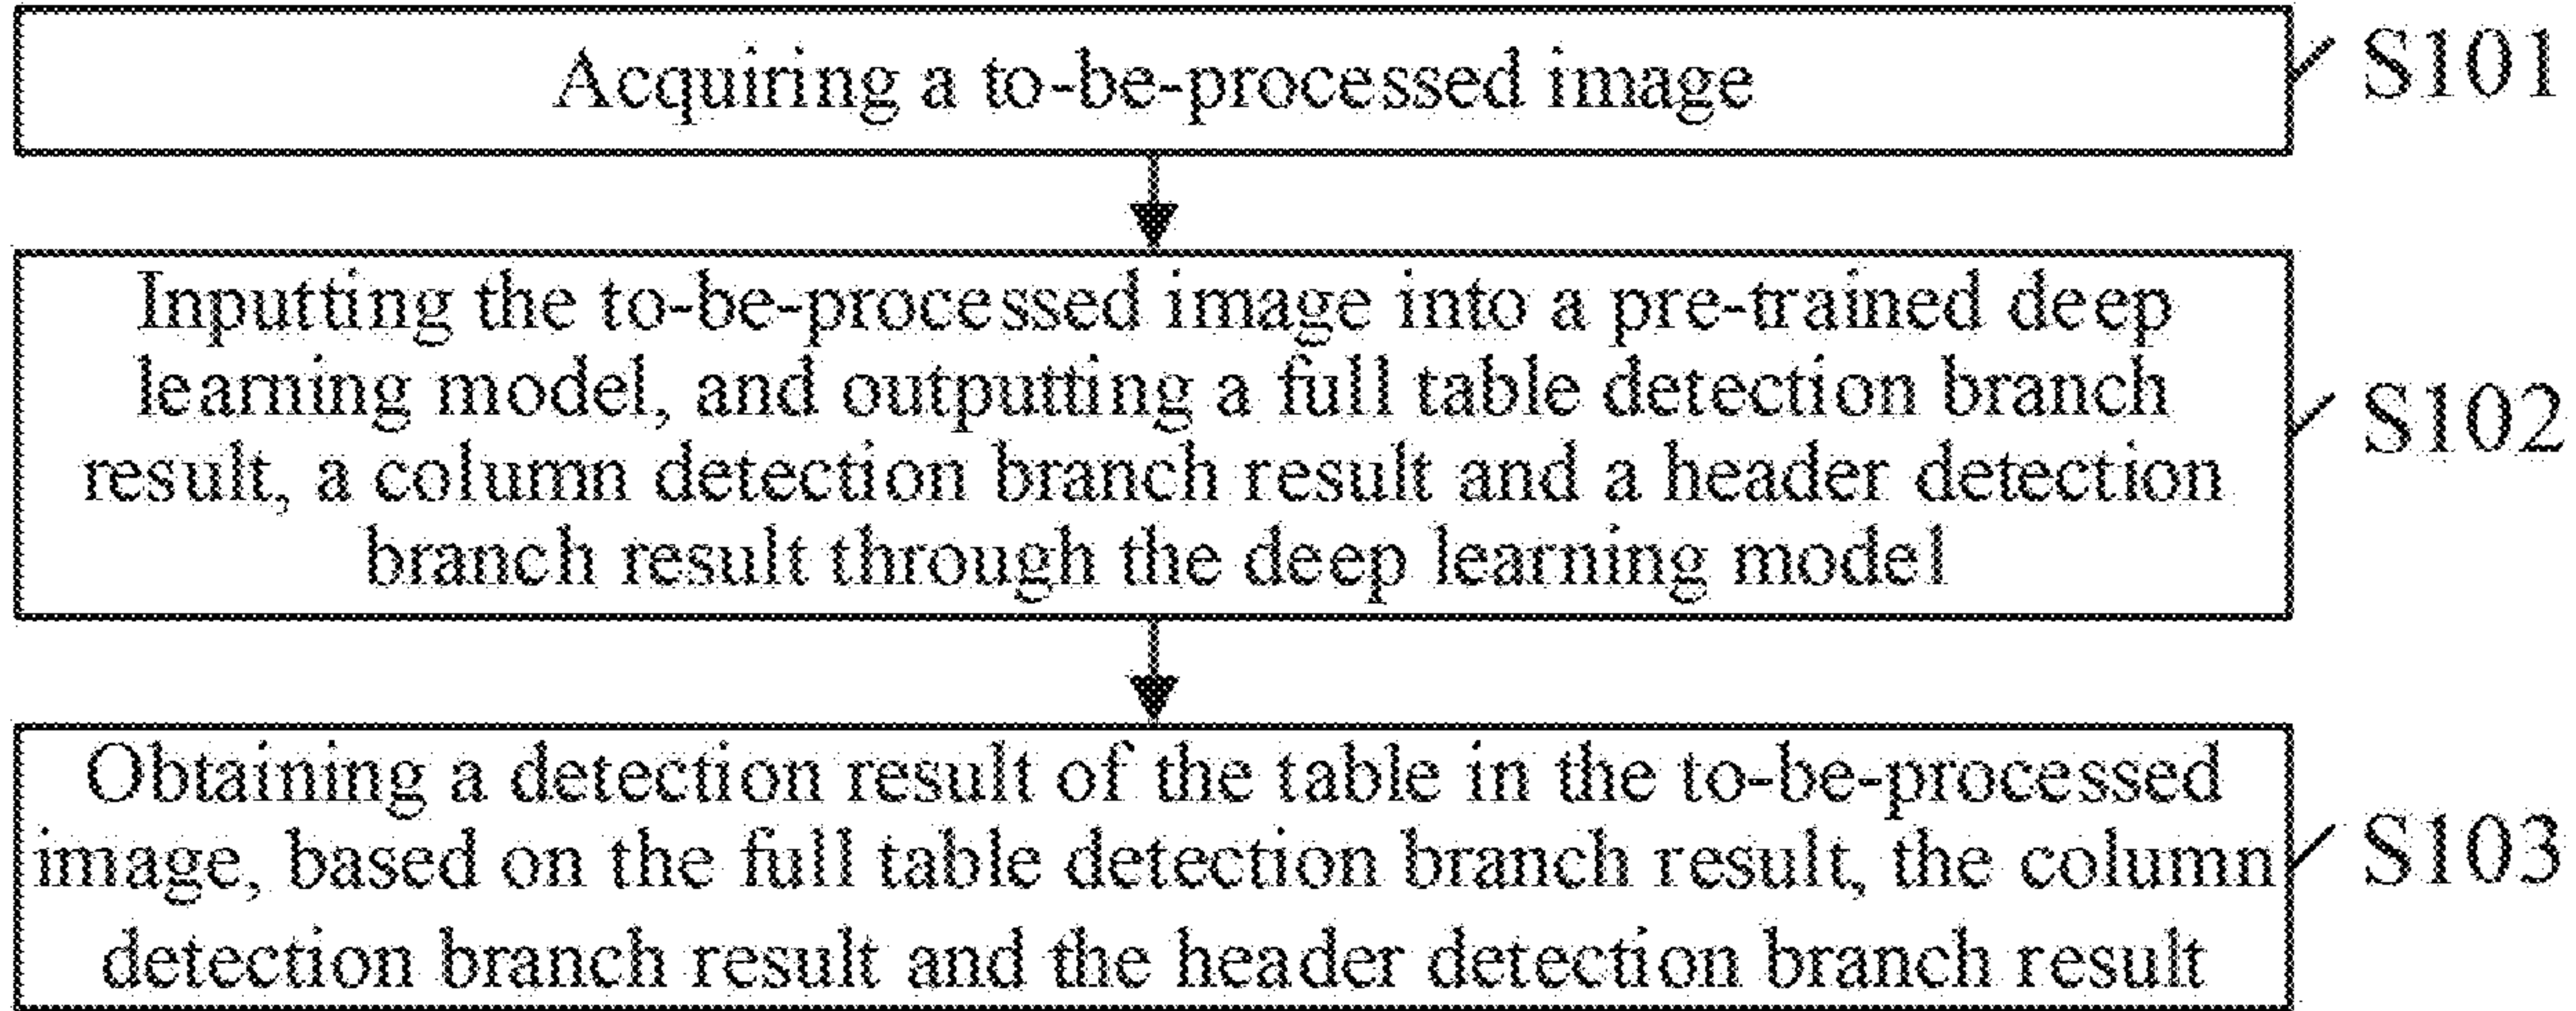 Acquiring a to-be-processed image
S101
Inputting the to-be-processed image into a pre-trained deep
learning model, and outputting a full table detection branch
result, a column detection branch result and a header detection
branch result through the deep learning model
S102
Obtaining a detection result of the table in the to-be-processed
image, based on the full table detection branch result, the column
detection branch result and the header detection branch result
S103